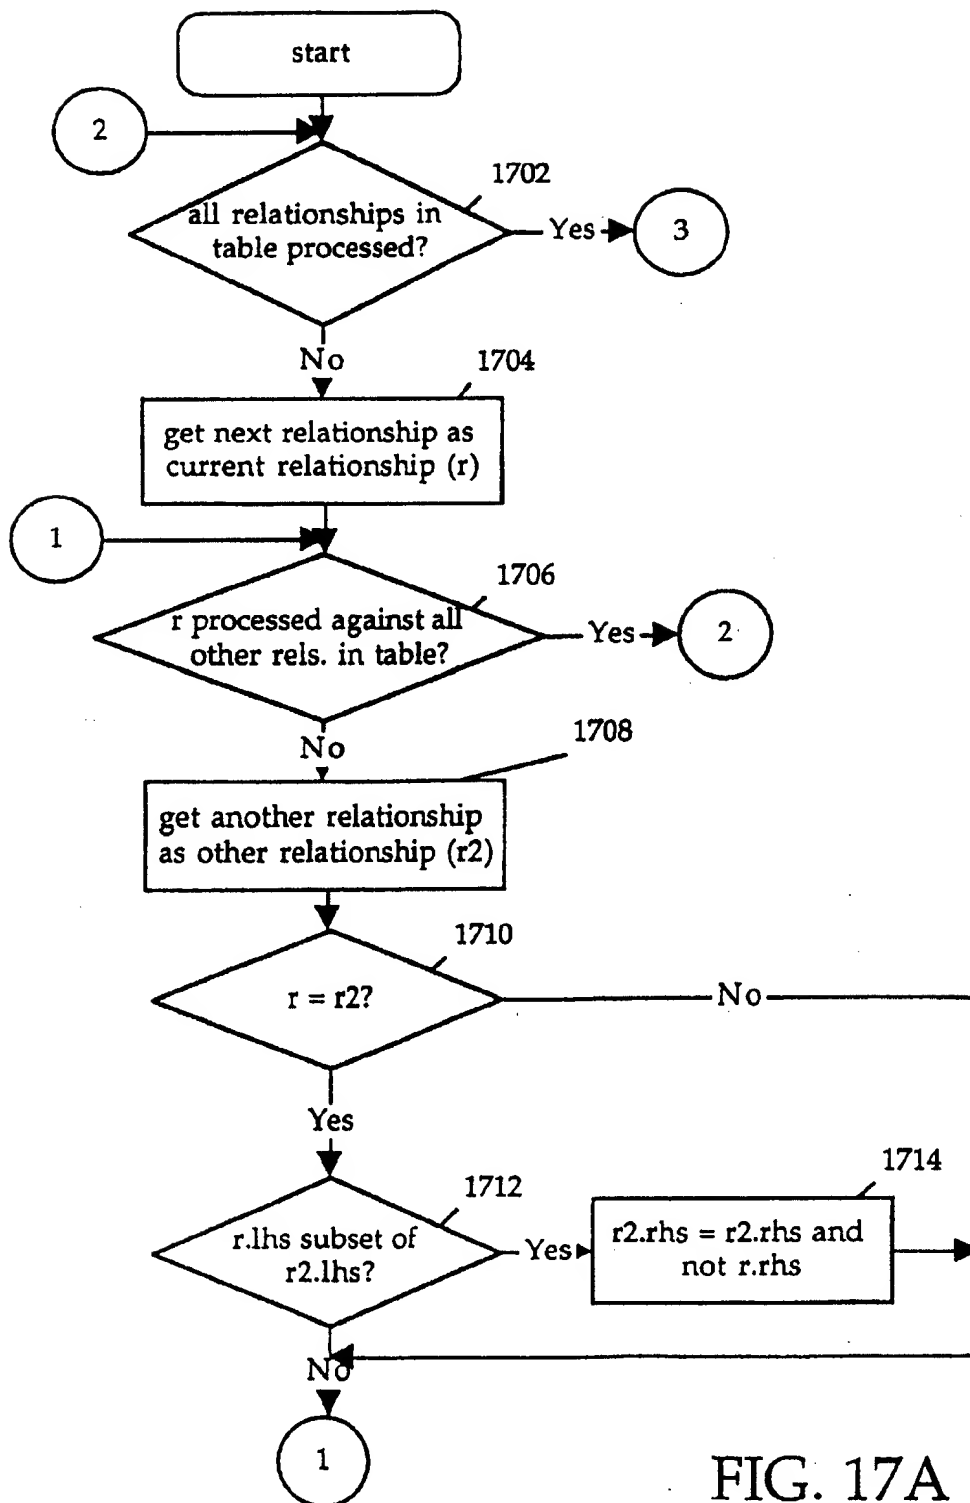 start
2
1702
all relationships in
table processed?
Yes
3
No
1704
get next relationship as
current relationship (r)
1
1706
r processed against all
other rels. in table?
Yes
2
No
1708
get another relationship
as other relationship (r2)
1710
r = r2?
No
Yes
1712
r.lhs subset of
r2.lhs?
Yes
1714
r2.rhs = r2.rhs and
not r.rhs
No
1
FIG. 17A